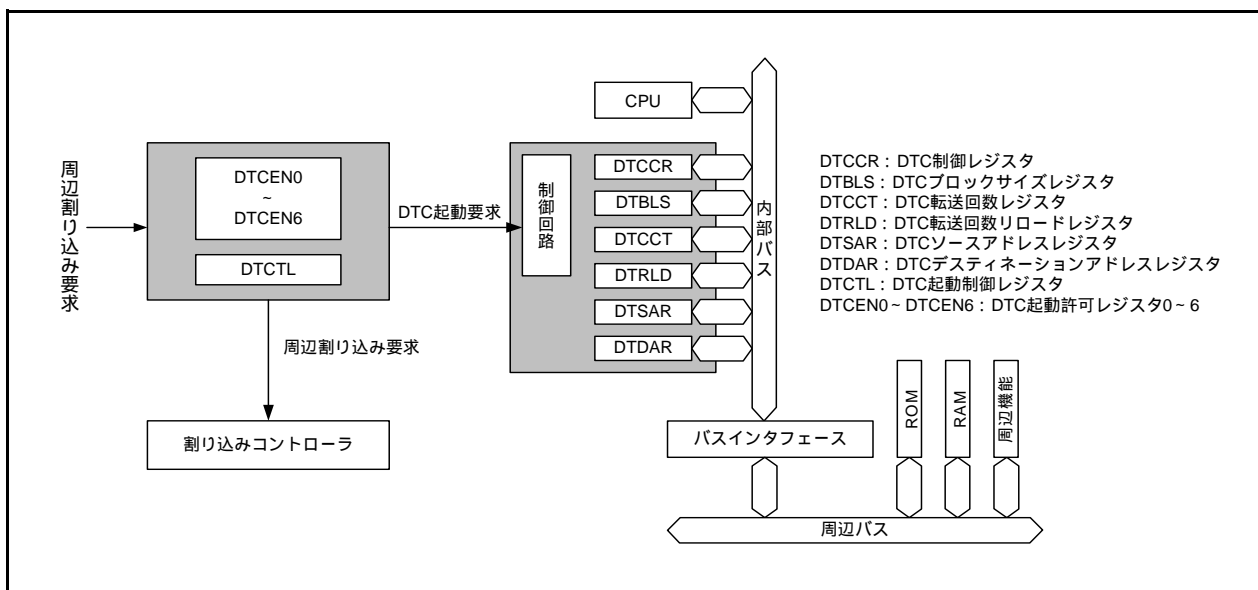 CPU
周辺割り込み要求
DTCEN0
~
DTCEN6
DTCTL
DTC起動要求
制御回路
DTCCR
DTBLS
DTCCT
DTRLD
DTSAR
DTDAR
内部バス
DTCCR：DTC制御レジスタ
DTBLS：DTCブロックサイズレジスタ
DTCCT：DTC転送回数レジスタ
DTRLD：DTC転送回数リロードレジスタ
DTSAR：DTCソースアドレスレジスタ
DTDAR：DTCデスティネーションアドレスレジスタ
DTCTL：DTC起動制御レジスタ
DTCEN0~DTCEN6：DTC起動許可レジスタ0~6
周辺割り込み要求
割り込みコントローラ
バスインタフェース
ROM
RAM
周辺機能
周辺バス